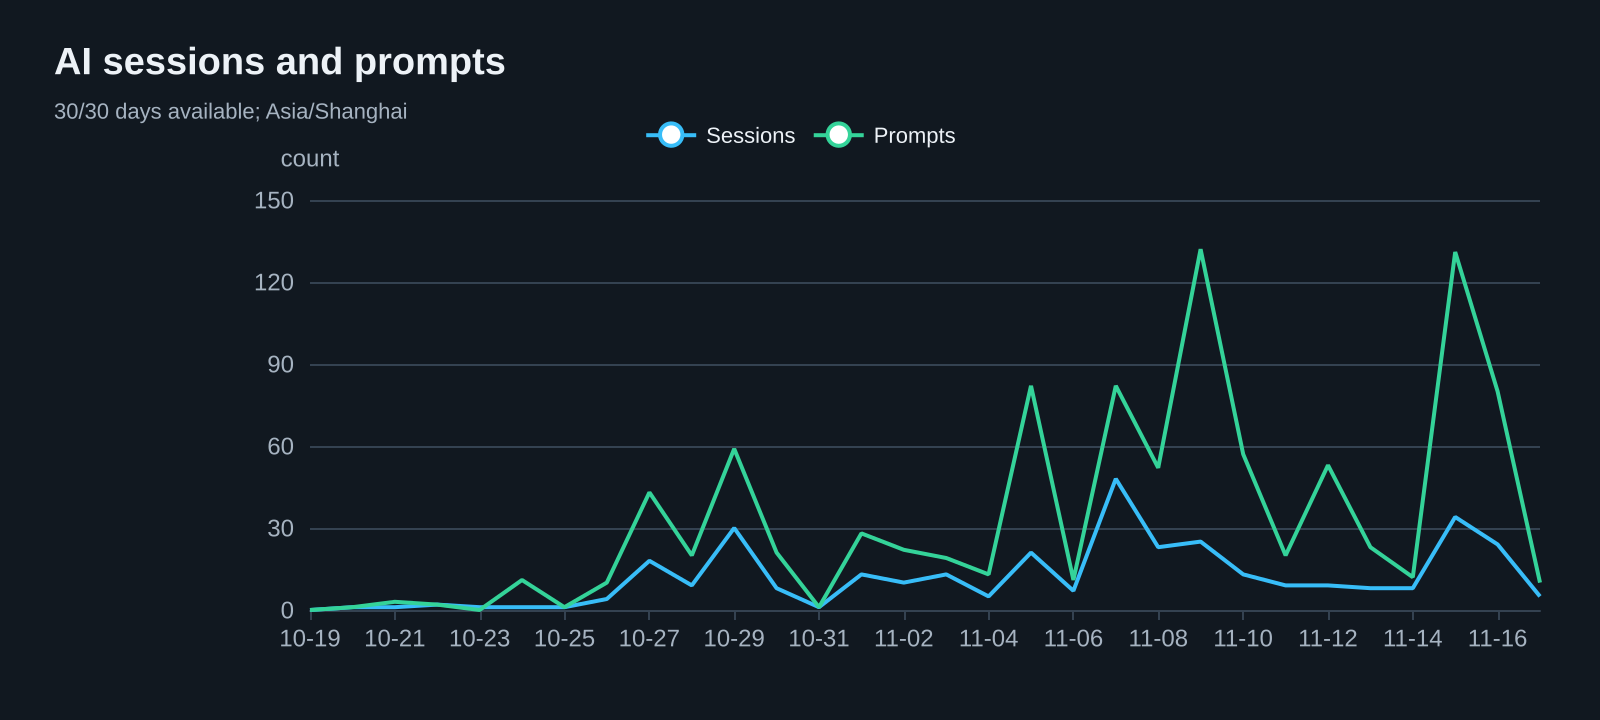 AI sessions and prompts
30/30 days available; Asia/Shanghai
Sessions Prompts
count
150
120
90
60
30
0
10-19 10-21 10-23 10-25 10-27 10-29 10-31 11-02 11-04 11-06 11-08 11-10 11-12 11-14 11-16